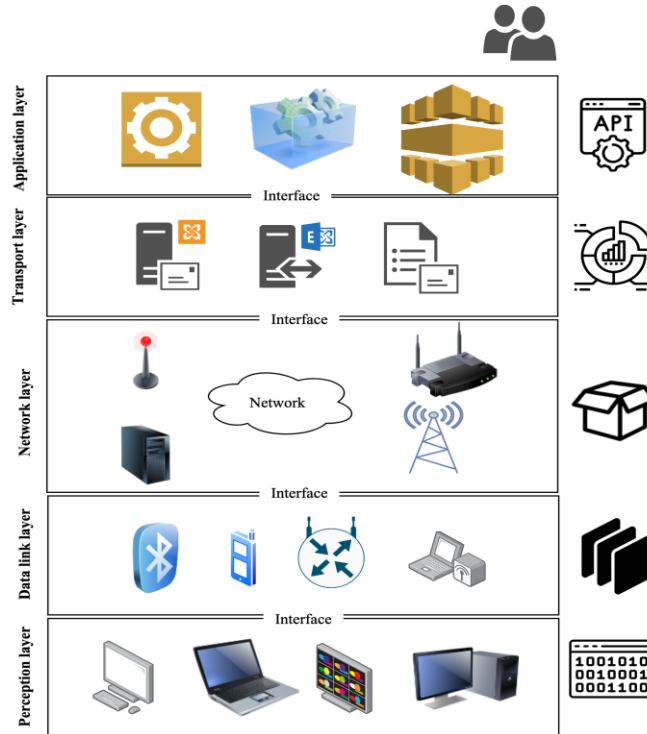 Application layer
API
Interface
Transport layer
E
Interface
Network layer
Network
Interface
Data link layer
Interface
Perception layer
1001010
0010001
0001100